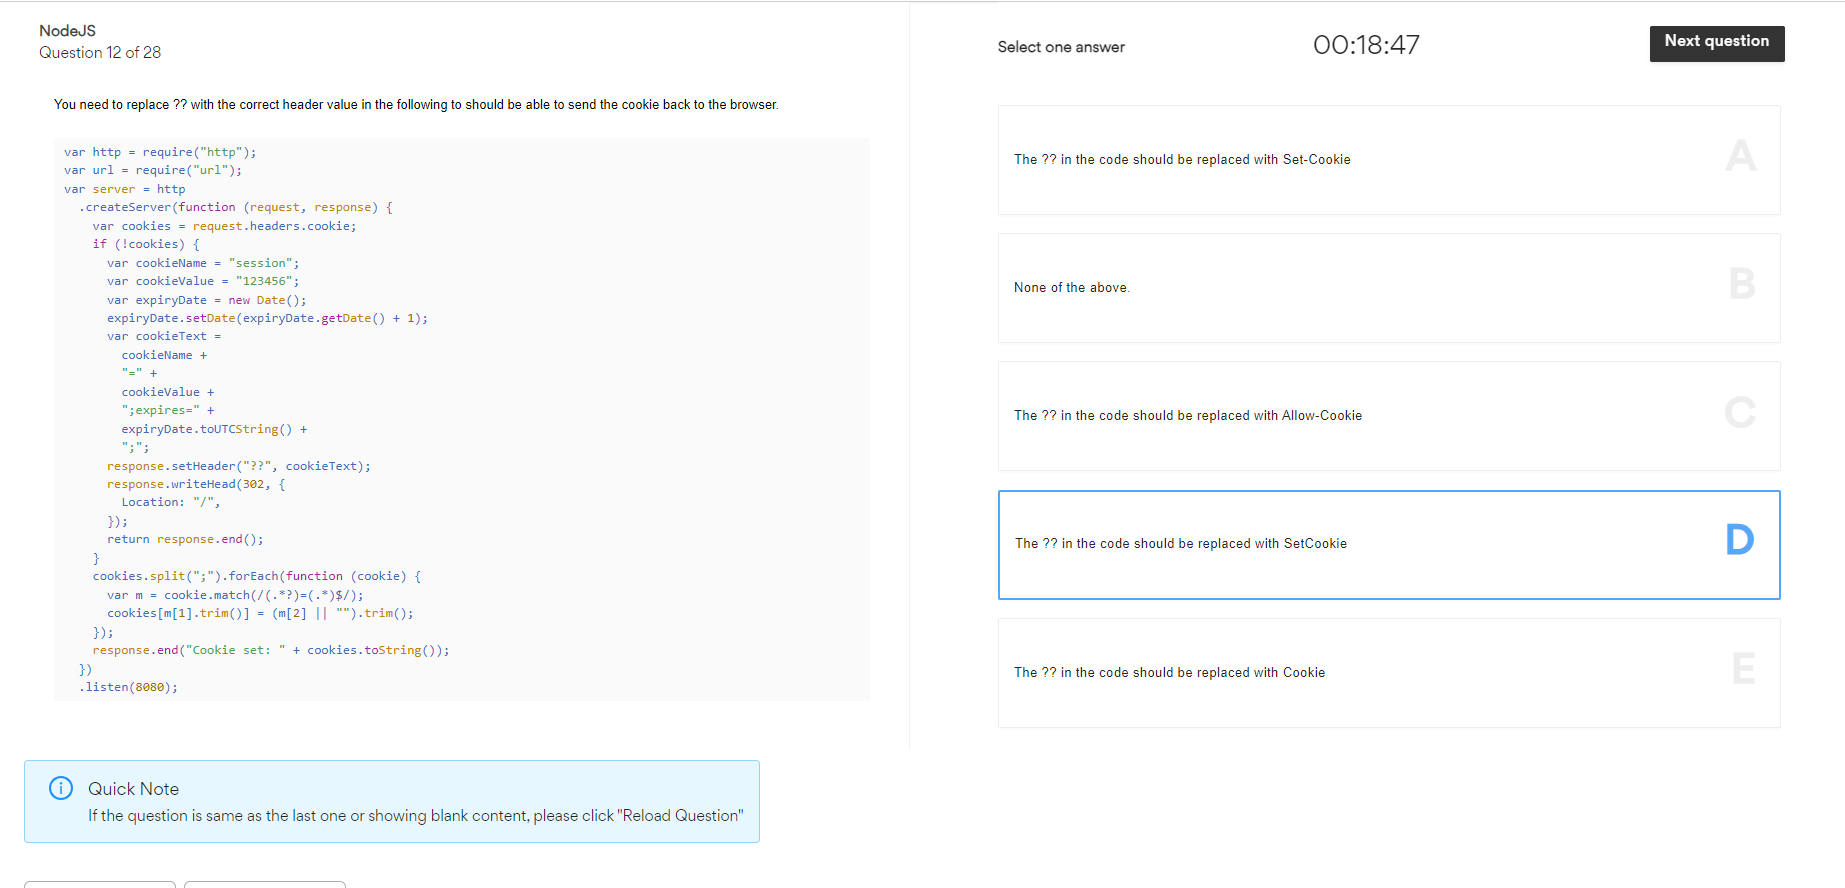 NodeJS
Question 12 of 28
You need to replace ?? with the correct header value in the following to should be able to send the cookie back to the browser.
var http = require("http");
var url = require("url");
var server = http
  .createServer(function (request, response) {
    var cookies = request.headers.cookie;
    if (!cookies) {
      var cookieName = "session";
      var cookieValue = "123456";
      var expiryDate = new Date();
      expiryDate.setDate(expiryDate.getDate() + 1);
      var cookieText =
        cookieName +
        "=" +
        cookieValue +
        ";expires=" +
        expiryDate.toUTCString() +
        ";";
      response.setHeader("??", cookieText);
      response.writeHead(302, {
        Location: "/",
      });
      return response.end();
    }
    cookies.split(";").forEach(function (cookie) {
      var m = cookie.match(/(.*?)=(.*)$/);
      cookies[m[1].trim()] = (m[2] || "").trim();
    });
    response.end("Cookie set: " + cookies.toString());
  })
  .listen(8080);
Quick Note
If the question is same as the last one or showing blank content, please click "Reload Question"
Select one answer
00:18:47
Next question
The ?? in the code should be replaced with Set-Cookie
A
None of the above.
B
The ?? in the code should be replaced with Allow-Cookie
C
The ?? in the code should be replaced with SetCookie
D
The ?? in the code should be replaced with Cookie
E